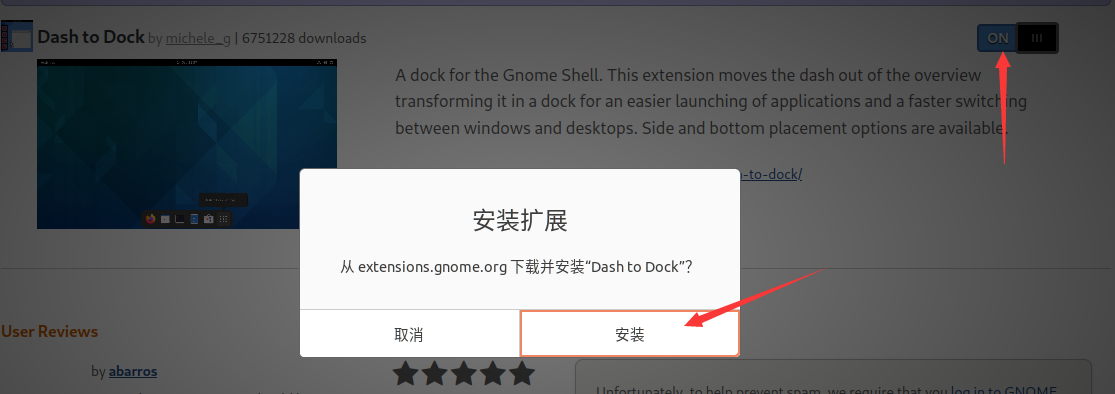 Dash to Dock by michele_g | 6751228 downloads
ON
A dock for the Gnome Shell. This extension moves the dash out of the overview
transforming it in a dock for an easier launching of applications and a faster switching
between windows and desktops. Side and bottom placement options are available.
-to-dock/
安装扩展
从 extensions.gnome.org 下载并安装“Dash to Dock”？
取消
安装
User Reviews
by abarros
Unfortunately, to help prevent spam, we require that you log in to GNOME